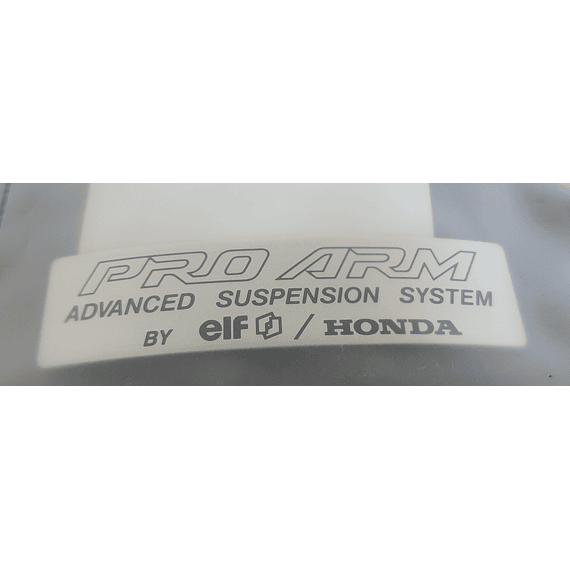 PRO ARM
ADVANCED SUSPENSION SYSTEM
BY elf / HONDA